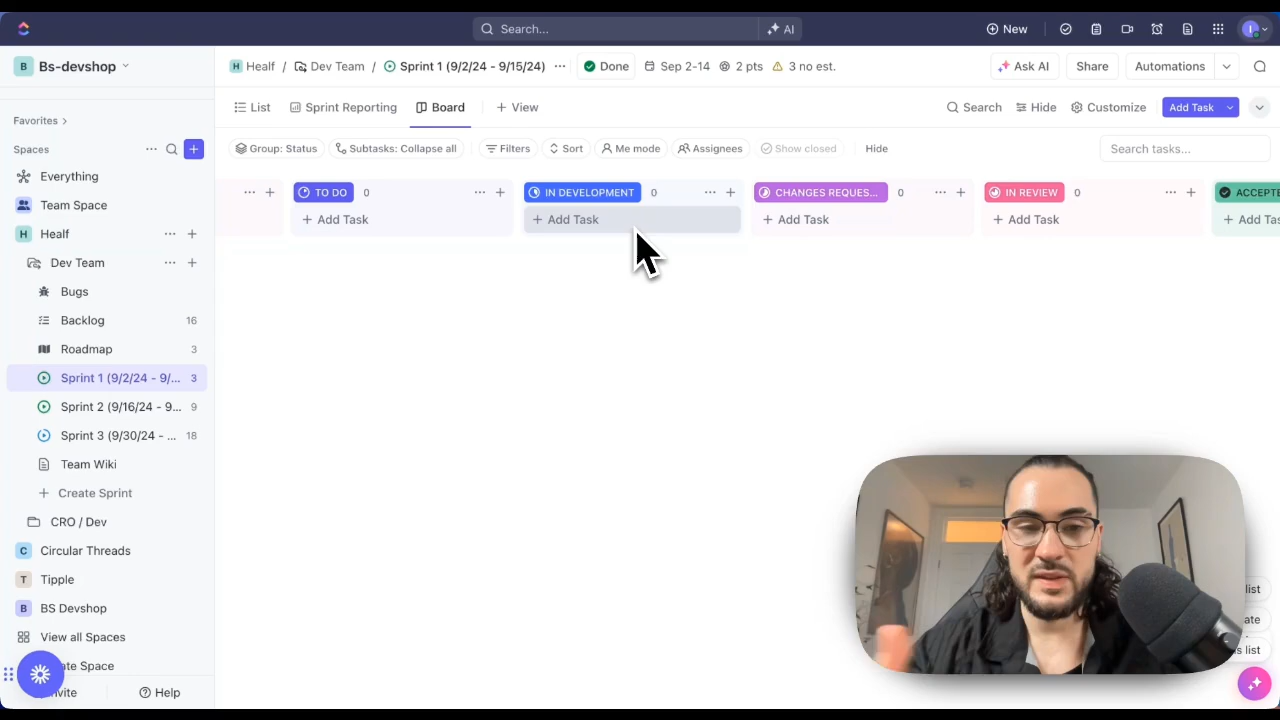 Search...
AI
New
I
B Bs-devshop
H Healf / Dev Team / Sprint 1 (9/2/24 - 9/15/24) ... Done Sep 2-14 2 pts 3 no est.
Ask AI
Share
Automations
List
Sprint Reporting
Board
+ View
Search
Hide
Customize
Add Task
Group: Status
Subtasks: Collapse all
Filters
Sort
Me mode
Assignees
Show closed
Hide
Search tasks...
Favorites
Spaces
Everything
Team Space
H Healf
Dev Team
Bugs
Backlog 16
Roadmap 3
Sprint 1 (9/2/24 - 9/... 3
Sprint 2 (9/16/24 - 9... 9
Sprint 3 (9/30/24 - ... 18
Team Wiki
+ Create Sprint
CRO / Dev
C Circular Threads
T Tipple
B BS Devshop
View all Spaces
ate Space
Help
TO DO 0
+ Add Task
IN DEVELOPMENT 0
+ Add Task
CHANGES REQUES... 0
+ Add Task
IN REVIEW 0
+ Add Task
ACCEPTE
+ Add Tas
list
ate
s list